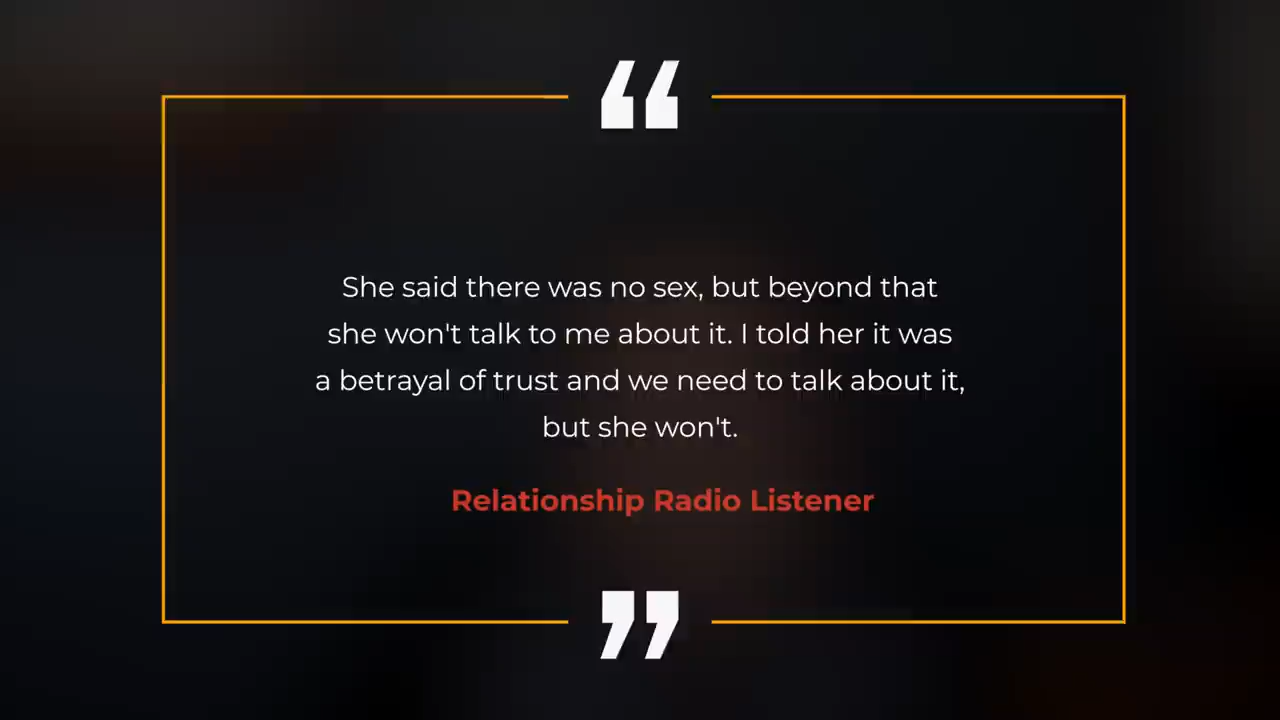 “
She said there was no sex, but beyond that
she won't talk to me about it. I told her it was
a betrayal of trust and we need to talk about it,
but she won't.
Relationship Radio Listener
”